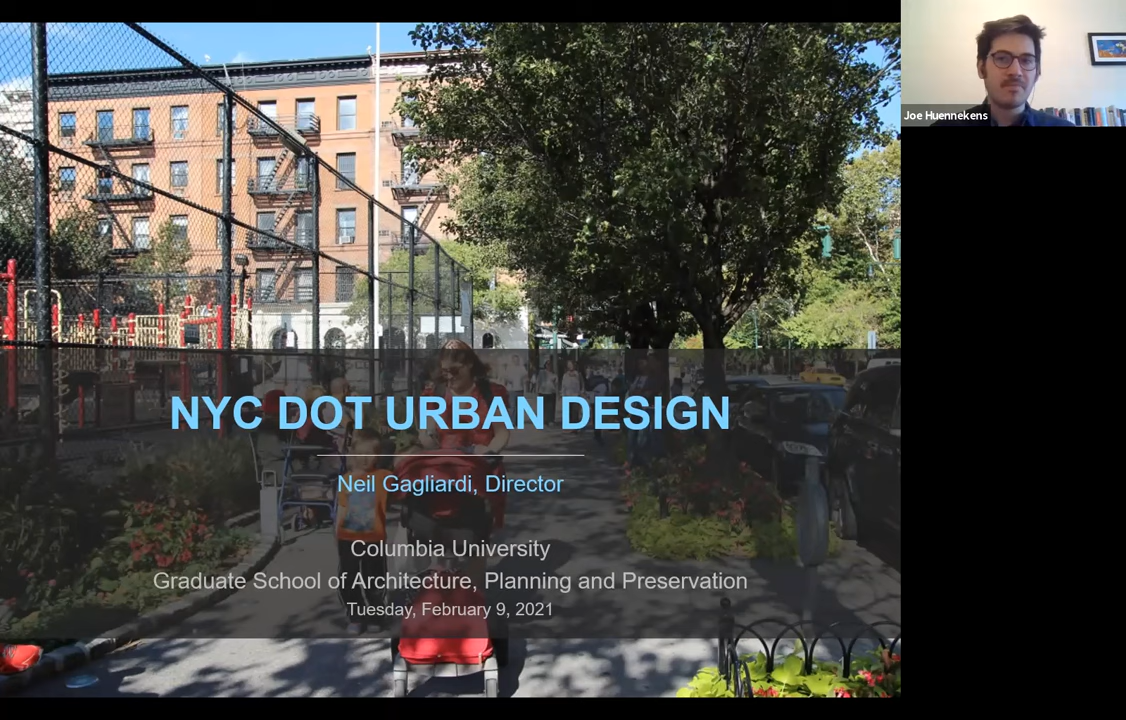 NYC DOT URBAN DESIGN
Neil Gagliardi, Director
Columbia University
Graduate School of Architecture, Planning and Preservation
Tuesday, February 9, 2021
Joe Huennekens